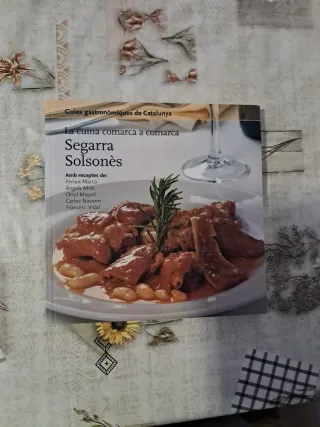 Guies gastronòmiques de Catalunya
La cuina comarca a comarca
Segarra
Solsonès
Amb receptes de:
Ferran Marco
Àngels Miró
Oriol Miquel
Carlos Navarro
Francesc Vidal